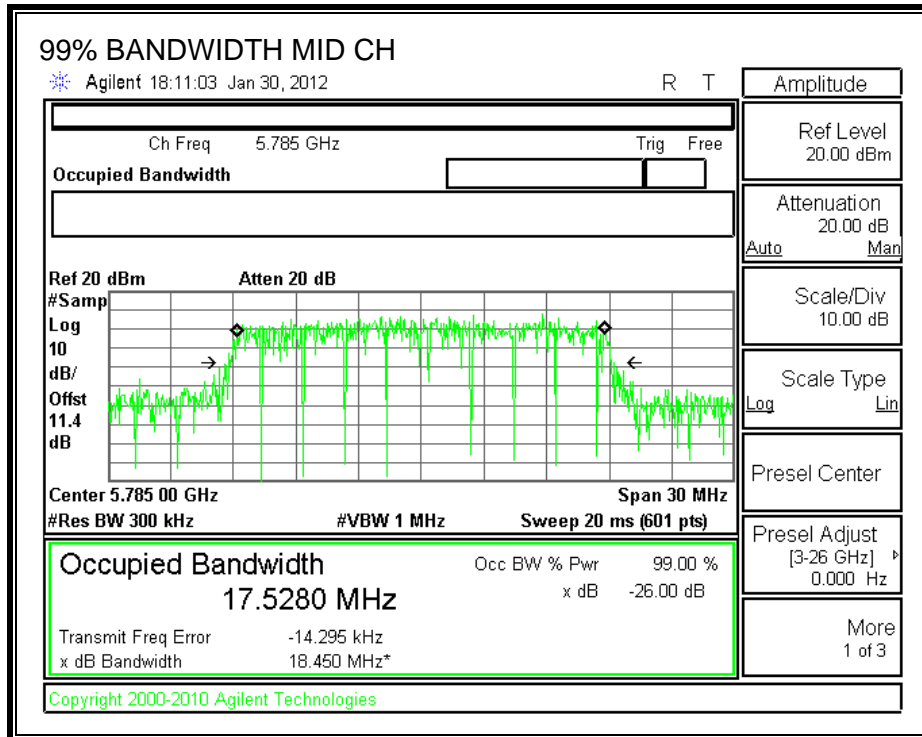 99% BANDWIDTH MID CH
Agilent 18:11:03 Jan 30, 2012 R T
Amplitude
Ch Freq 5.785 GHz Trig Free
Occupied Bandwidth
Ref Level
20.00 dBm
Attenuation
20.00 dB
Auto Man
Scale/Div
10.00 dB
Scale Type
Log Lin
Presel Center
Presel Adjust
[3-26 GHz]
0.000 Hz
More
1 of 3
Ref 20 dBm Atten 20 dB
#Samp
Log
10
dB/
Offst
11.4
dB
Center 5.785 00 GHz Span 30 MHz
#Res BW 300 kHz #VBW 1 MHz Sweep 20 ms (601 pts)
Occupied Bandwidth Occ BW % Pwr 99.00 %
17.5280 MHz x dB -26.00 dB
Transmit Freq Error -14.295 kHz
x dB Bandwidth 18.450 MHz*
Copyright 2000-2010 Agilent Technologies